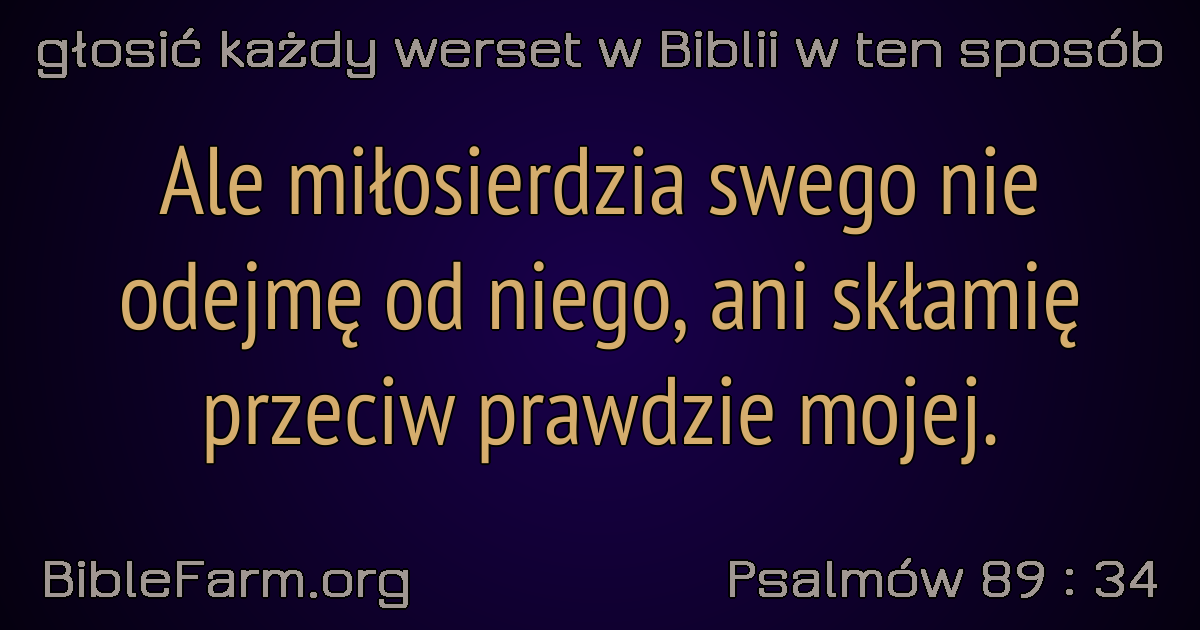 głosić każdy werset w Biblii w ten sposób
Ale miłosierdzia swego nie
odejmę od niego, ani skłamię
przeciw prawdzie mojej.
BibleFarm.org
Psalmów 89 : 34